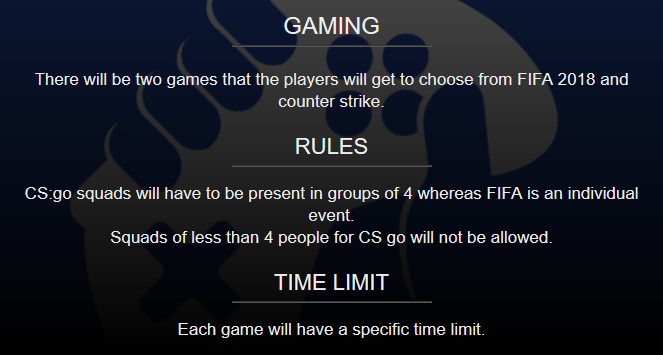 GAMING
There will be two games that the players will get to choose from FIFA 2018 and
counter strike.
RULES
CS:go squads will have to be present in groups of 4 whereas FIFA is an individual
event.
Squads of less than 4 people for CS go will not be allowed.
TIME LIMIT
Each game will have a specific time limit.